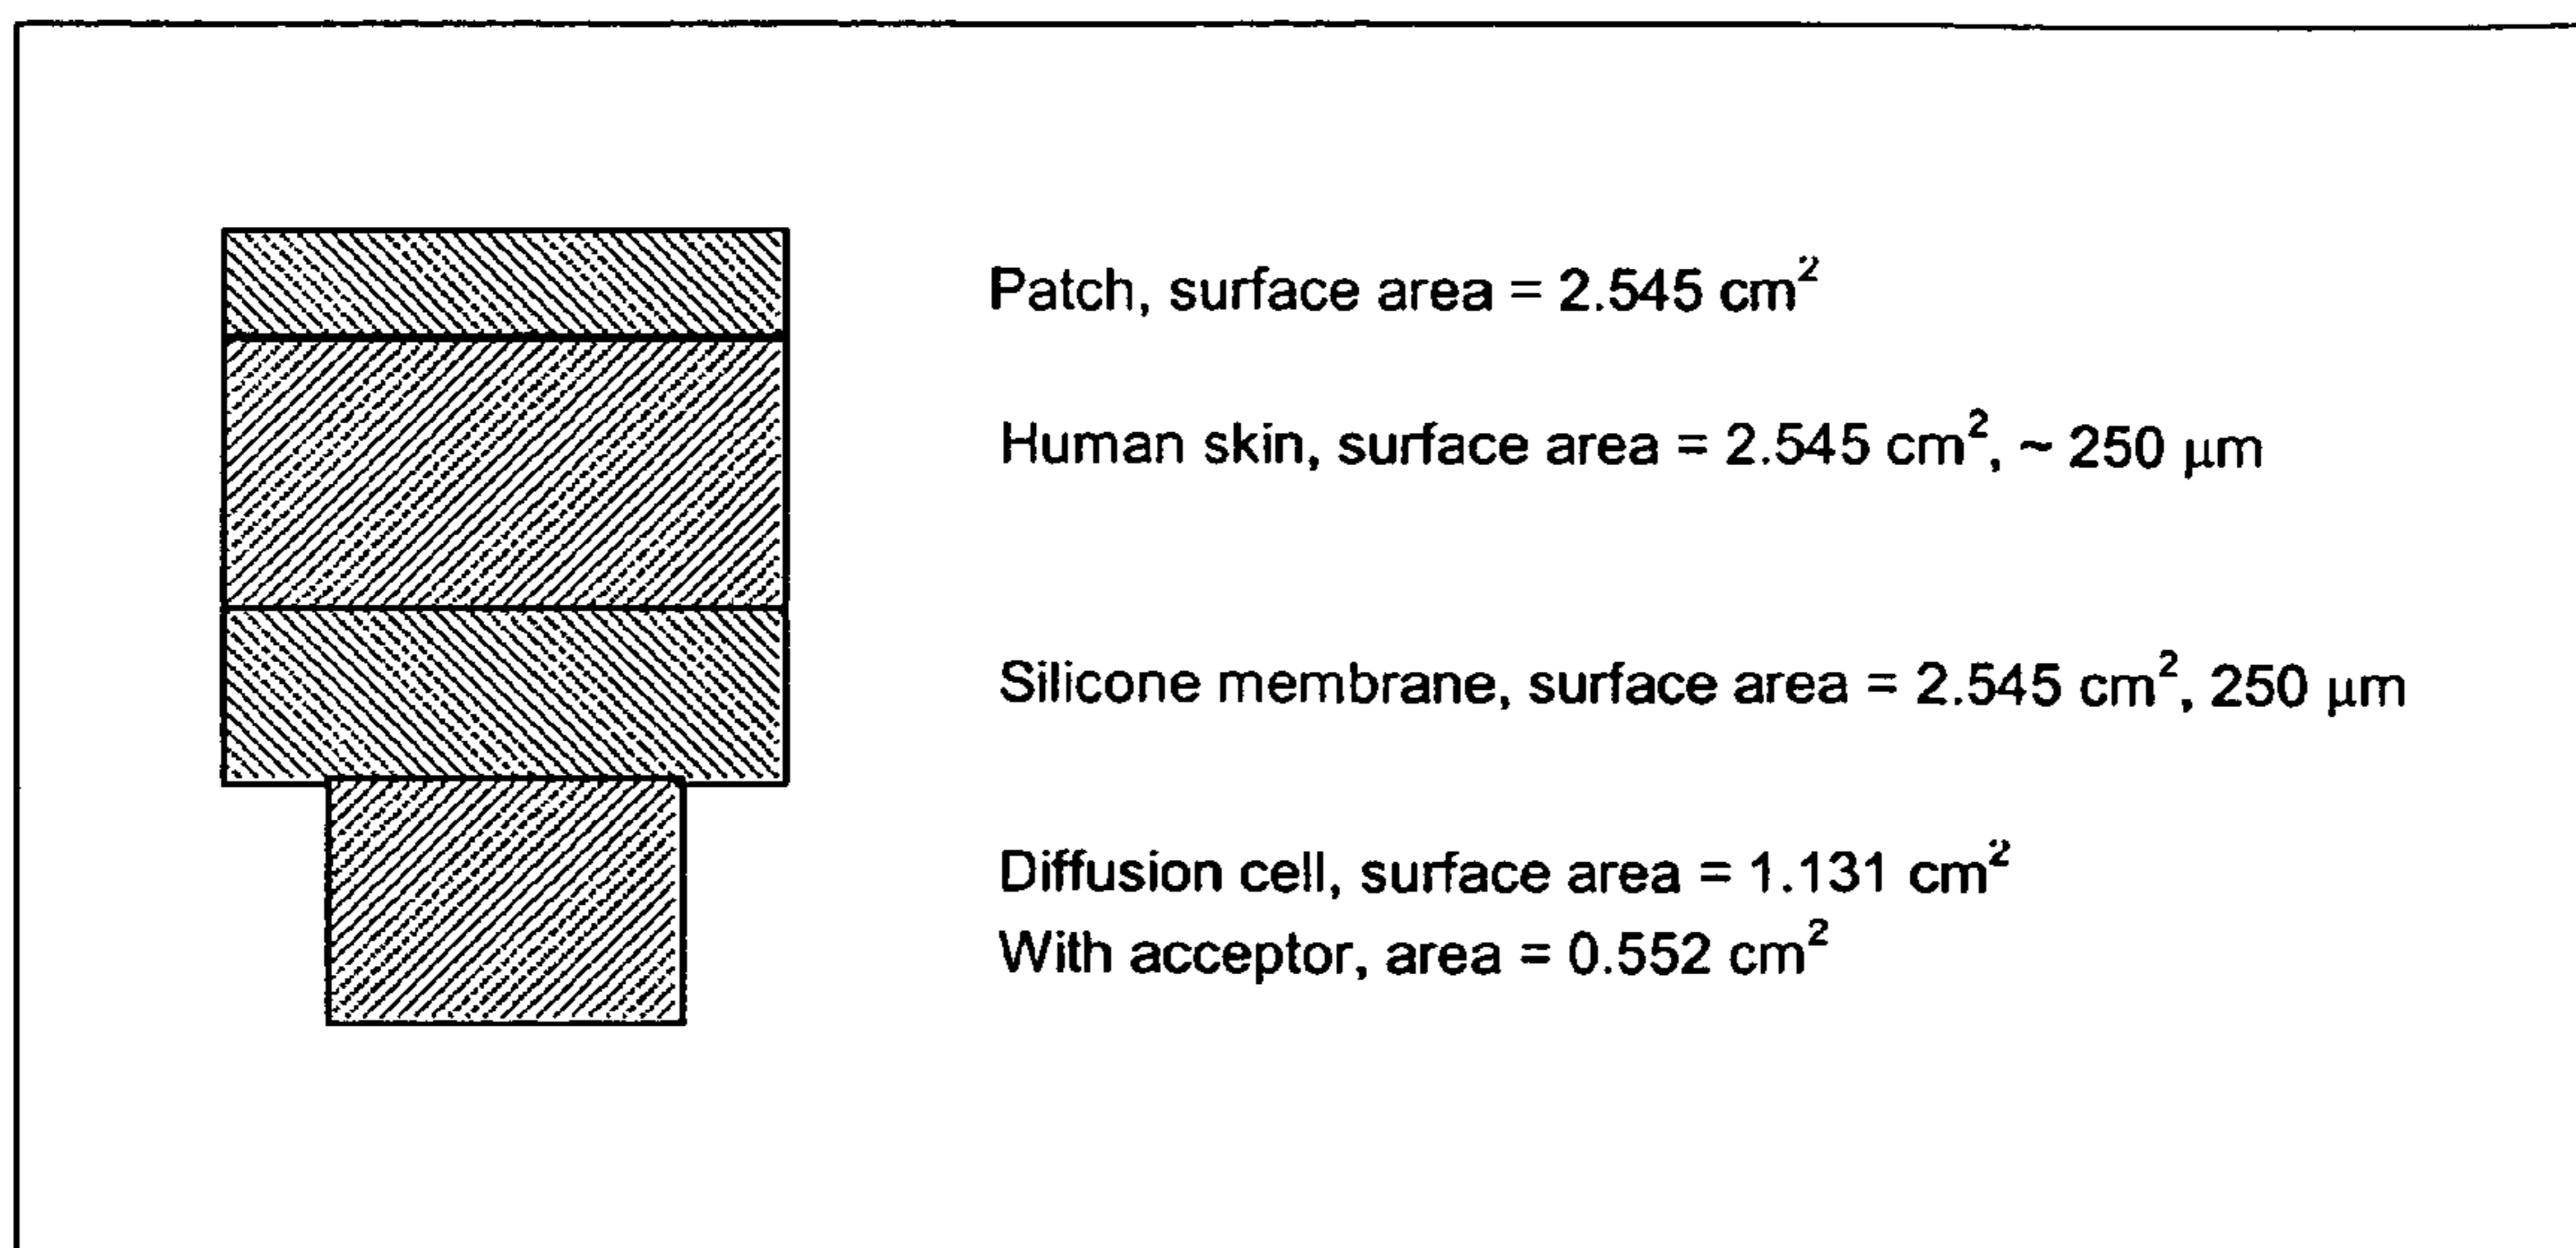 Patch, surface area = 2.545 cm²
Human skin, surface area = 2.545 cm², ~ 250 μm
Silicone membrane, surface area = 2.545 cm², 250 μm
Diffusion cell, surface area = 1.131 cm²
With acceptor, area = 0.552 cm²